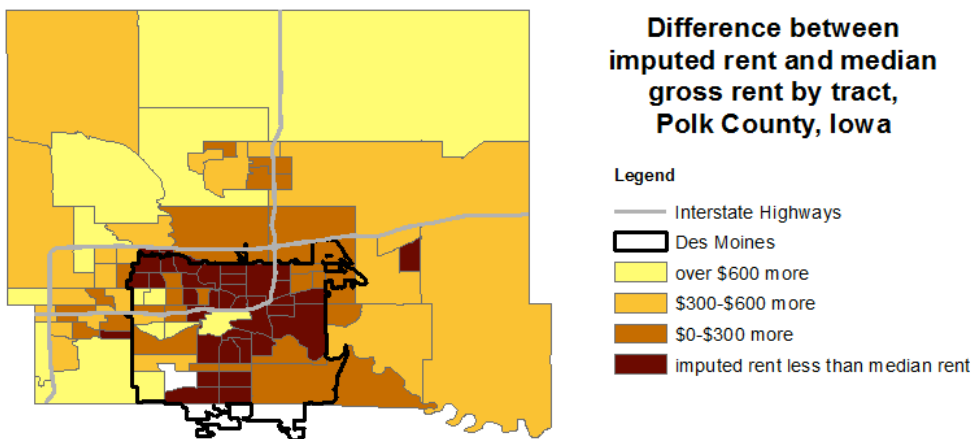 Difference between
imputed rent and median
gross rent by tract,
Polk County, Iowa
Legend
Interstate Highways
Des Moines
over $600 more
$300-$600 more
$0-$300 more
imputed rent less than median rent